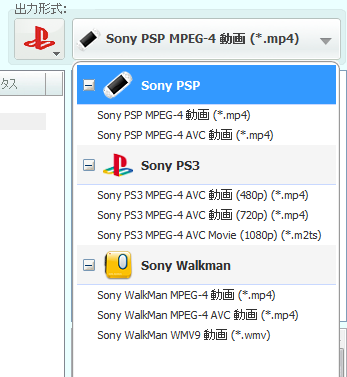 出力形式:
Sony PSP MPEG-4 動画 (*.mp4)
タス
Sony PSP
Sony PSP MPEG-4 動画 (*.mp4)
Sony PSP MPEG-4 AVC 動画 (*.mp4)
Sony PS3
Sony PS3 MPEG-4 AVC 動画 (480p) (*.mp4)
Sony PS3 MPEG-4 AVC 動画 (720p) (*.mp4)
Sony PS3 MPEG-4 AVC Movie (1080p) (*.m2ts)
Sony Walkman
Sony WalkMan MPEG-4 動画 (*.mp4)
Sony WalkMan MPEG-4 AVC 動画 (*.mp4)
Sony WalkMan WMV9 動画 (*.wmv)